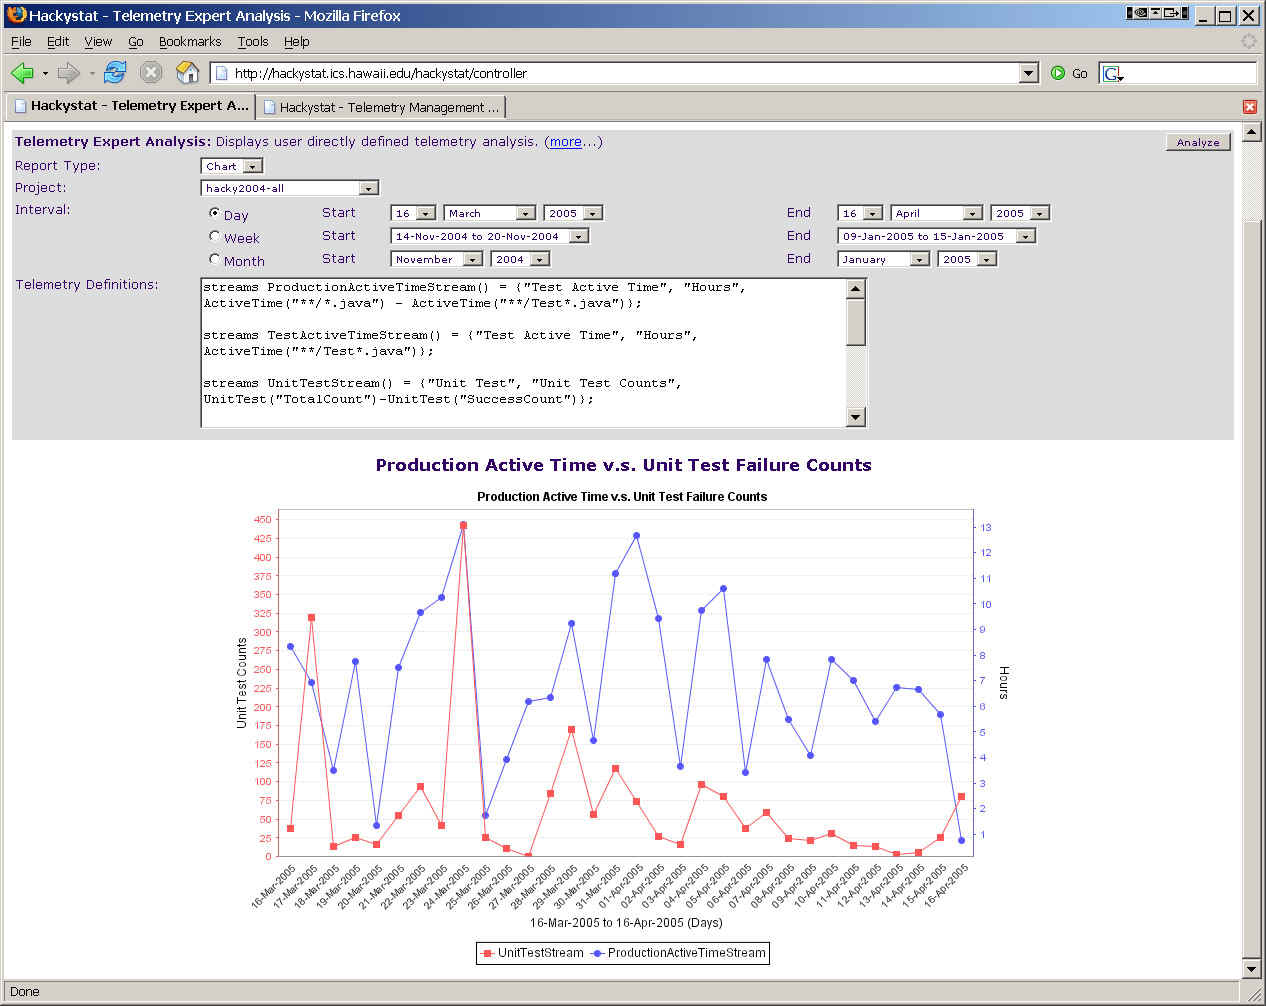 Hackystat - Telemetry Expert Analysis - Mozilla Firefox
File Edit View Go Bookmarks Tools Help
http://hackystat.ics.hawaii.edu/hackystat/controller Go G
Hackystat - Telemetry Expert A... Hackystat - Telemetry Management ...
Telemetry Expert Analysis: Displays user directly defined telemetry analysis. (more...) Analyze
Report Type: Chart
Project: hacky2004-all
Interval: Day Start 16 March 2005 End 16 April 2005
Week Start 14-Nov-2004 to 20-Nov-2004 End 09-Jan-2005 to 15-Jan-2005
Month Start November 2004 End January 2005
Telemetry Definitions: streams ProductionActiveTimeStream() = {"Test Active Time", "Hours",
ActiveTime("**/*.java") - ActiveTime("**/Test*.java")};
streams TestActiveTimeStream() = {"Test Active Time", "Hours",
ActiveTime("**/Test*.java")};
streams UnitTestStream() = {"Unit Test", "Unit Test Counts",
UnitTest("TotalCount")-UnitTest("SuccessCount")};
Production Active Time v.s. Unit Test Failure Counts
Production Active Time v.s. Unit Test Failure Counts
Unit Test Counts
450
425
400
375
350
325
300
275
250
225
200
175
150
125
100
75
50
25
0
13
12
11
10
9
8
7
6
5
4
3
2
1
Hours
16-Mar-2005
17-Mar-2005
18-Mar-2005
19-Mar-2005
20-Mar-2005
21-Mar-2005
22-Mar-2005
23-Mar-2005
24-Mar-2005
25-Mar-2005
26-Mar-2005
27-Mar-2005
28-Mar-2005
29-Mar-2005
30-Mar-2005
31-Mar-2005
01-Apr-2005
02-Apr-2005
03-Apr-2005
04-Apr-2005
05-Apr-2005
06-Apr-2005
07-Apr-2005
08-Apr-2005
09-Apr-2005
10-Apr-2005
11-Apr-2005
12-Apr-2005
13-Apr-2005
14-Apr-2005
15-Apr-2005
16-Apr-2005
16-Mar-2005 to 16-Apr-2005 (Days)
UnitTestStream ProductionActiveTimeStream
Done